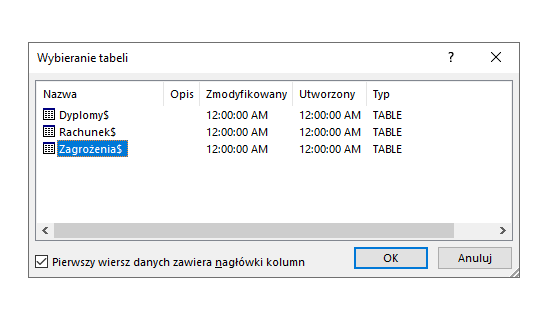 Wybieranie tabeli ?
Nazwa Opis Zmodyfikowany Utworzony Typ
Dyplomy$ 12:00:00 AM 12:00:00 AM TABLE
Rachunek$ 12:00:00 AM 12:00:00 AM TABLE
Zagrożenia$ 12:00:00 AM 12:00:00 AM TABLE
Pierwszy wiersz danych zawiera nagłówki kolumn OK Anuluj